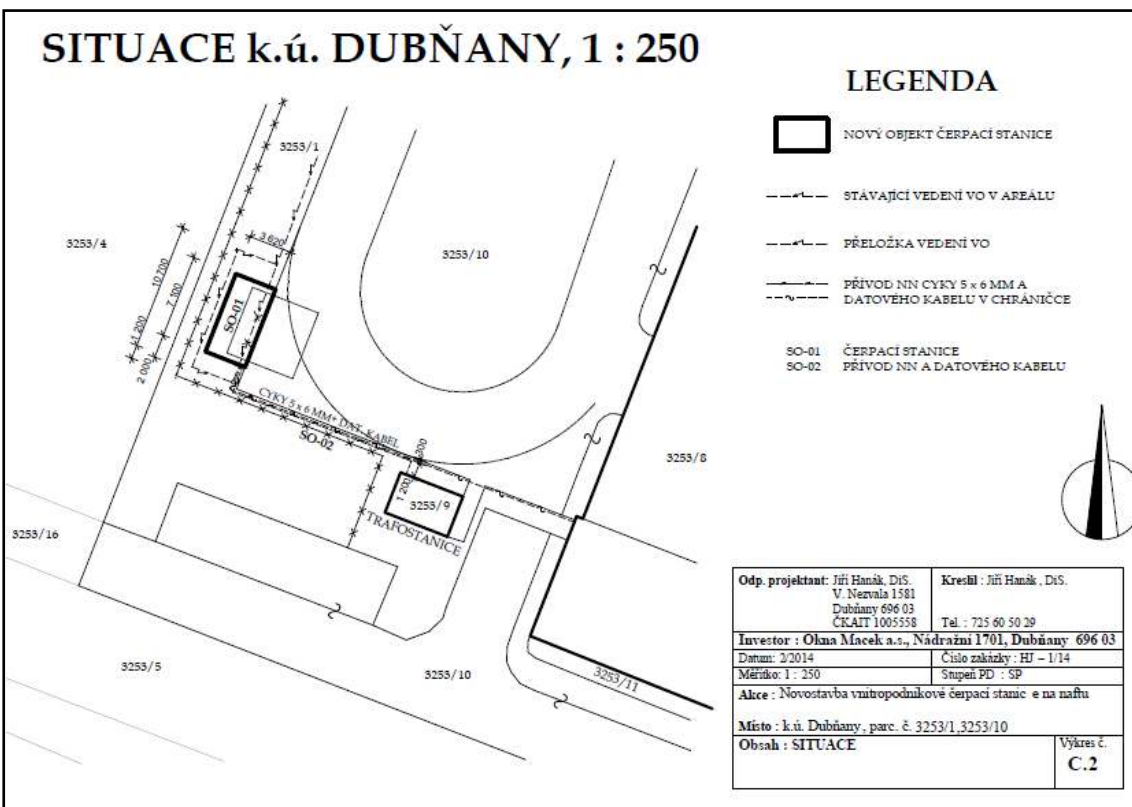 SITUACE k.ú. DUBŇANY, 1 : 250
LEGENDA
NOVÝ OBJEKT ČERPACÍ STANICE
STÁVAJÍCÍ VEDENÍ VO V AREÁLU
PŘELOŽKA VEDENÍ VO
PŘÍVOD NN CYKY 5 x 6 MM A
DATOVÉHO KABELU V CHRÁNIČCE
SO-01 ČERPACÍ STANICE
SO-02 PŘÍVOD NN A DATOVÉHO KABELU
3253/1
3253/4
3 620
3253/10
10 700
7 100
1 200
2 000
SO-01
CYKY 5 x 6 MM+ DAT. KABEL
SO-02
1 200
3253/9
TRAFOSTANICE
3253/8
3253/16
3253/5
3253/10
3253/11
Odp. projektant: Jiří Hanák, DiS.
V. Nezvala 1581
Dubňany 696 03
ČKAIT 1005558
Kreslil : Jiří Hanák , DiS.
Tel. : 725 60 50 29
Investor : Okna Macek a.s., Nádražní 1701, Dubňany 696 03
Datum: 2/2014
Číslo zakázky : HJ – 1/14
Měřítko: 1 : 250
Stupeň PD : SP
Akce : Novostavba vnitropodnikové čerpací stanic e na naftu
Místo : k.ú. Dubňany, parc. č. 3253/1,3253/10
Obsah : SITUACE
Výkres č.
C.2